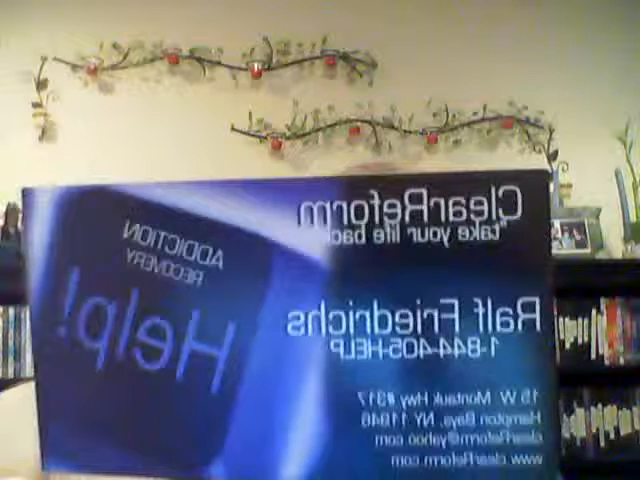 ADDICTION
RECOVERY
Help!
ClearReform
"take your life bac
Ralf Friedrichs
1-844-405-HELP
15 W. Montauk Hwy #317
Hampton Bays, NY 11946
clearReform@yahoo.com
www.clearReform.com